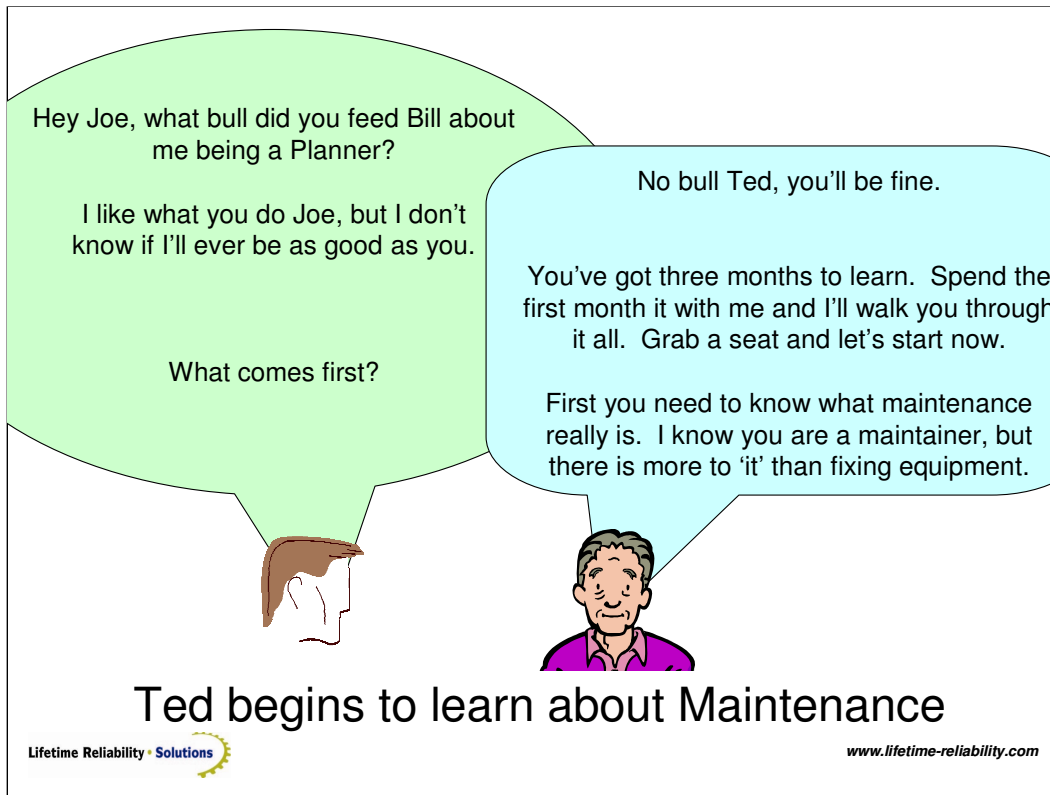 Hey Joe, what bull did you feed Bill about
me being a Planner?
I like what you do Joe, but I don't
know if I'll ever be as good as you.
What comes first?
No bull Ted, you'll be fine.
You've got three months to learn.  Spend the
first month it with me and I'll walk you through
it all.  Grab a seat and let's start now.
First you need to know what maintenance
really is.  I know you are a maintainer, but
there is more to 'it' than fixing equipment.
Ted begins to learn about Maintenance
Lifetime Reliability • Solutions
www.lifetime-reliability.com